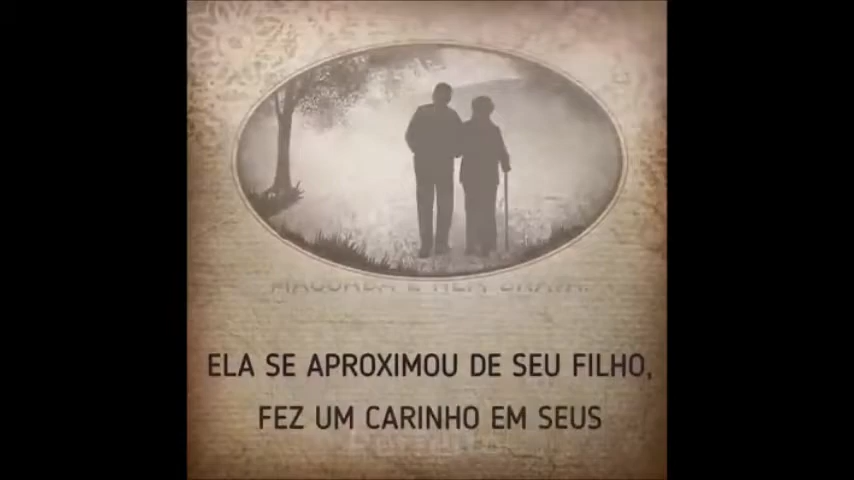 ELA SE APROXIMOU DE SEU FILHO,
FEZ UM CARINHO EM SEUS